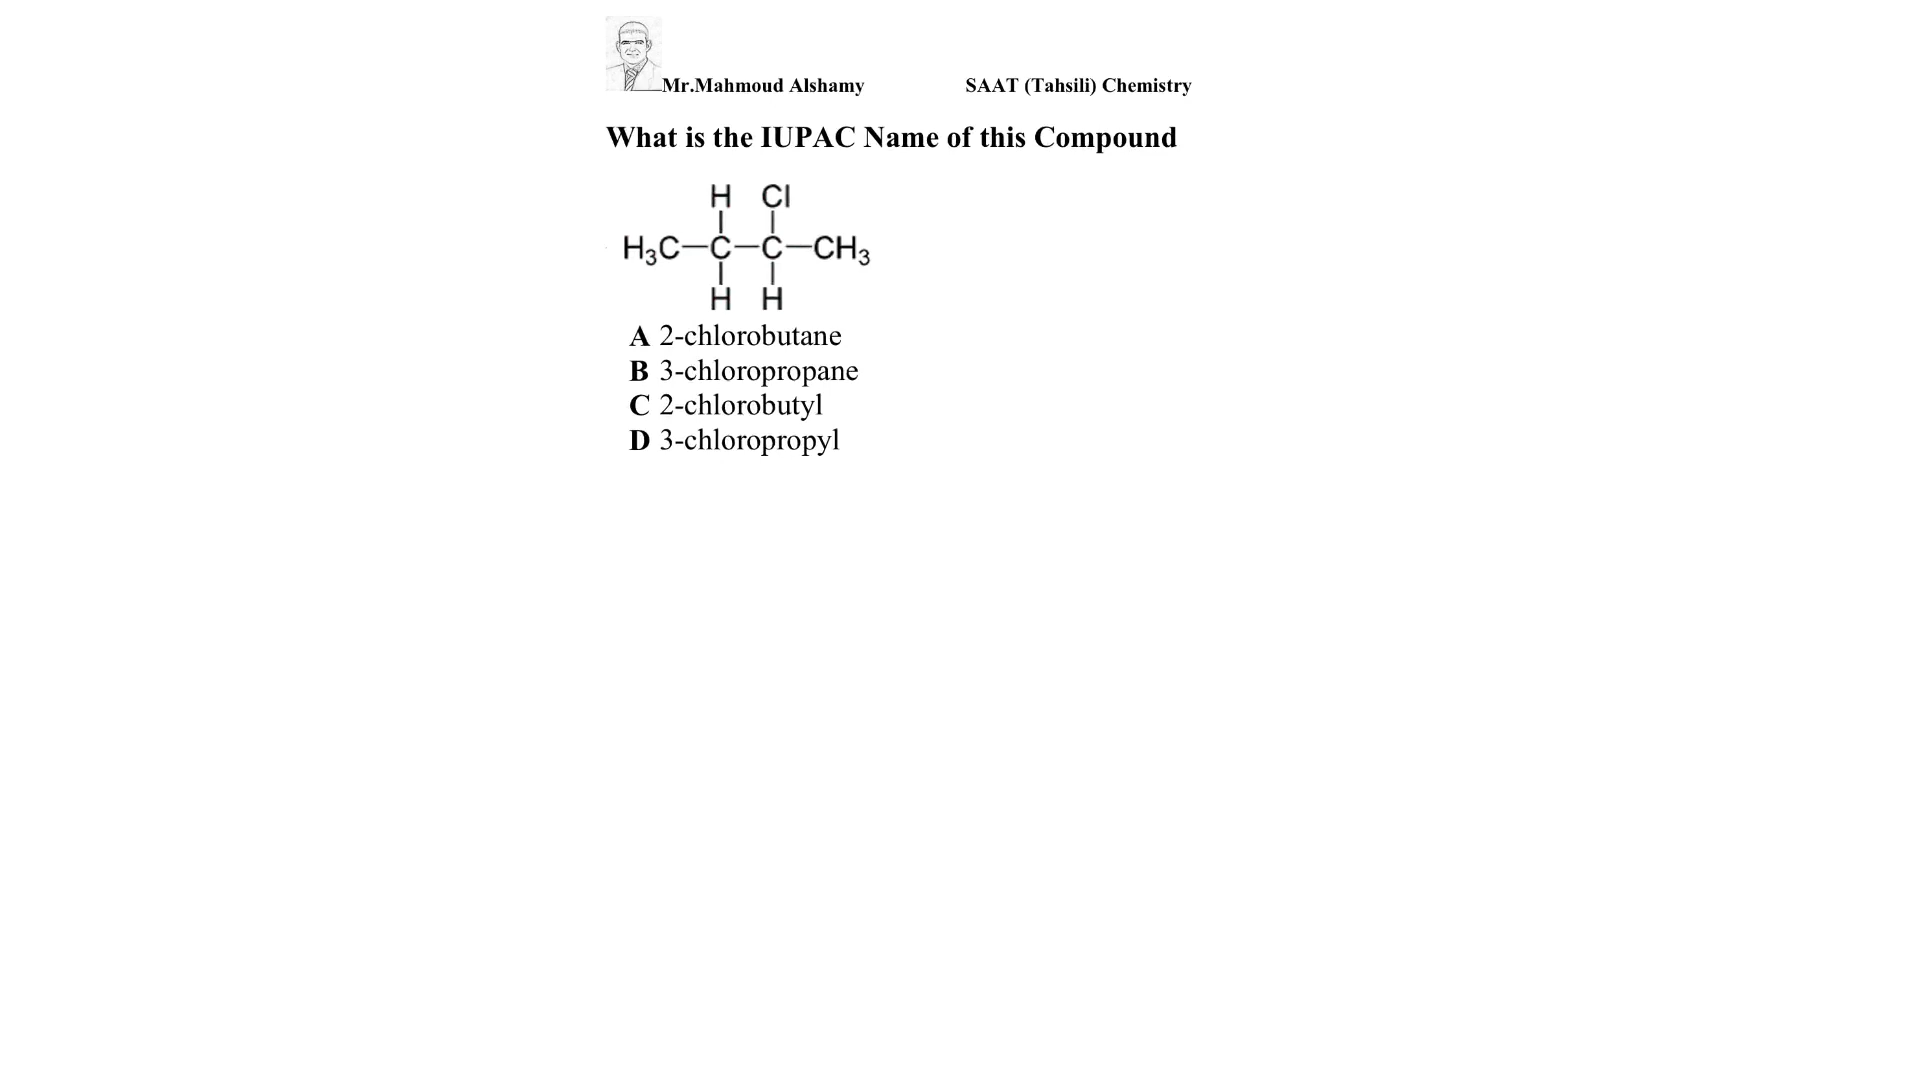 Mr.Mahmoud Alshamy SAAT (Tahsili) Chemistry
What is the IUPAC Name of this Compound
H Cl
H₃C—C—C—CH₃
H H
A 2-chlorobutane
B 3-chloropropane
C 2-chlorobutyl
D 3-chloropropyl